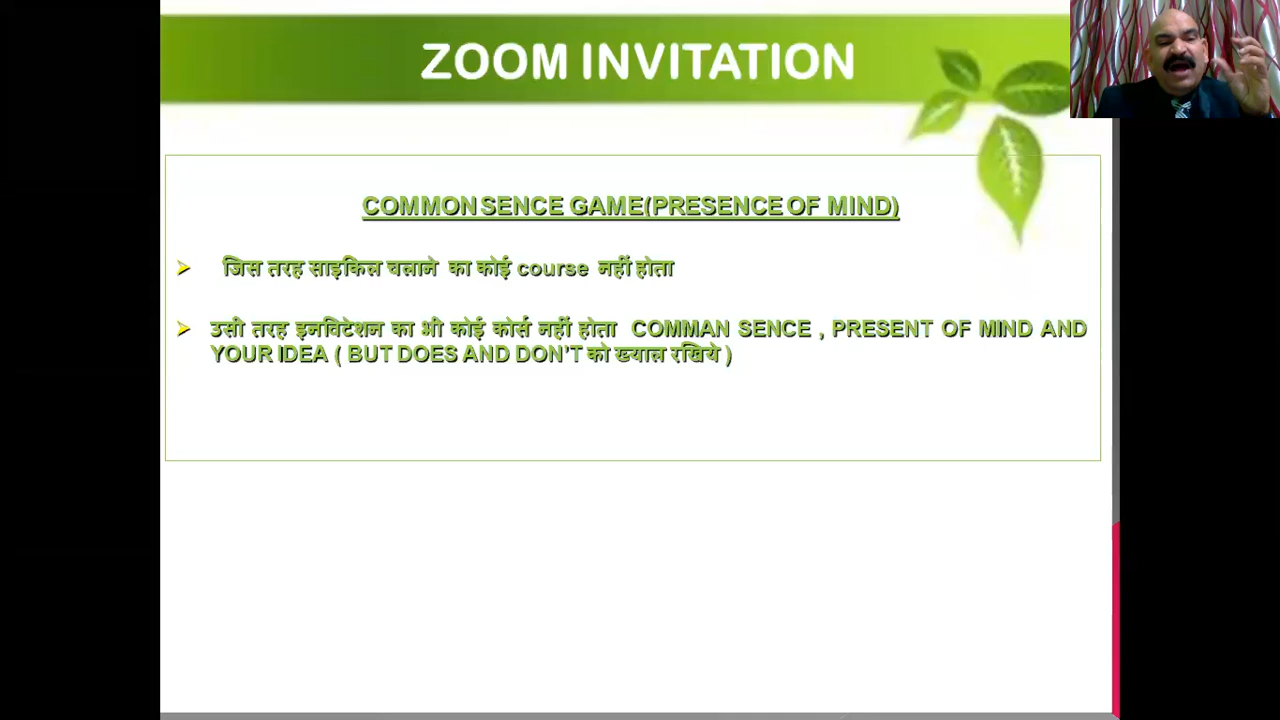 ZOOM INVITATION
COMMON SENCE GAME(PRESENCE OF MIND)
जिस तरह साइकिल चलाने का कोई course नहीं होता
उसी तरह इनविटेशन का भी कोई कोर्स नहीं होता COMMAN SENCE , PRESENT OF MIND AND
YOUR IDEA ( BUT DOES AND DON'T को ख्याल रखिये )